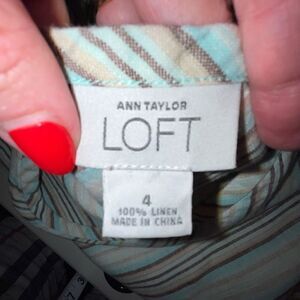 ANN TAYLOR
LOFT
4
100% LINEN
MADE IN CHINA